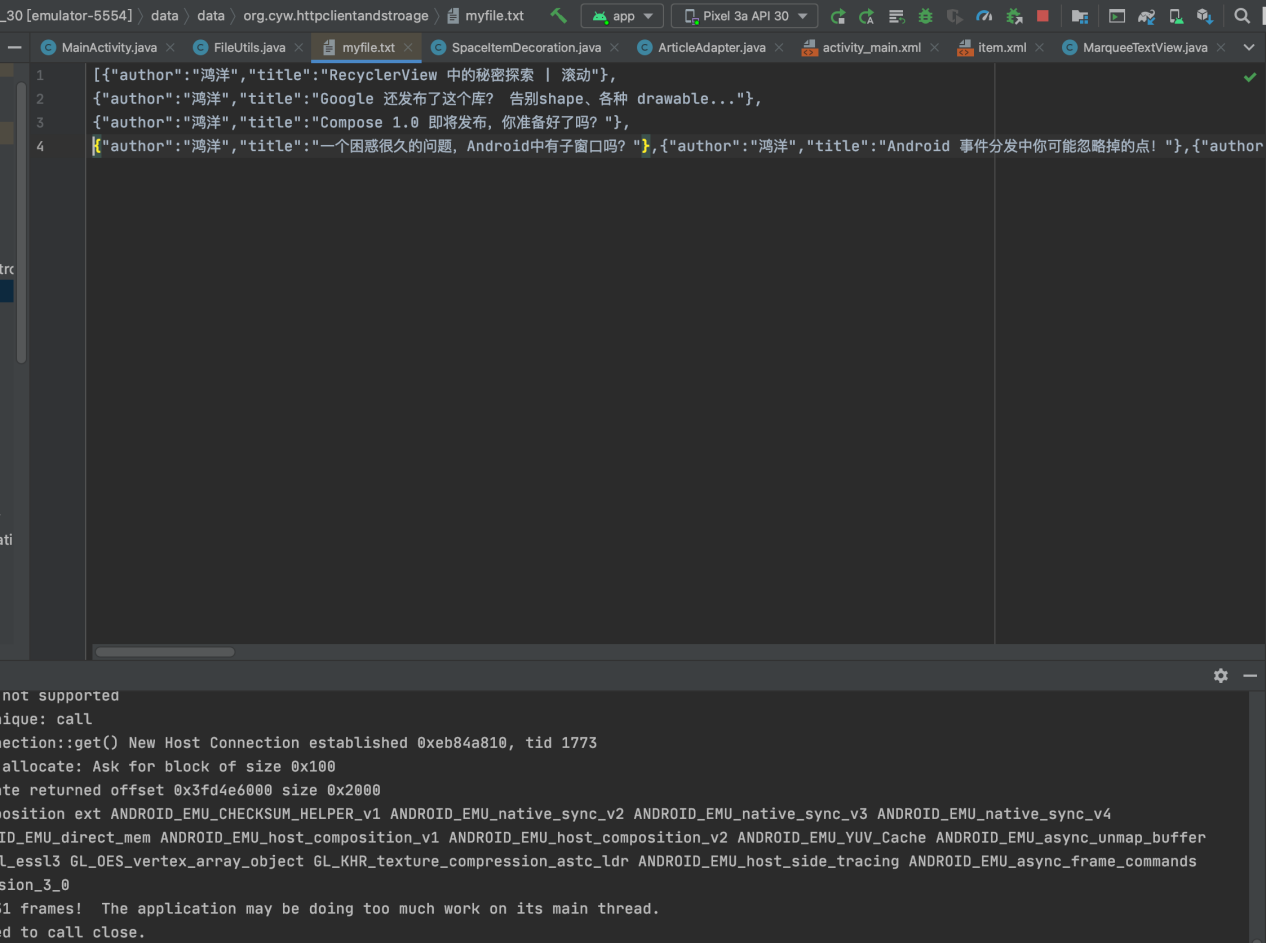 _30 [emulator-5554] 〉 data 〉 data 〉 org.cyw.httpclientandstroage 〉 myfile.txt app Pixel 3a API 30
MainActivity.java FileUtils.java myfile.txt SpaceItemDecoration.java ArticleAdapter.java activity_main.xml item.xml MarqueeTextView.java
1 [{"author":"鸿洋","title":"RecyclerView 中的秘密探索 | 滚动"},
2 {"author":"鸿洋","title":"Google 还发布了这个库? 告别shape、各种 drawable..."},
3 {"author":"鸿洋","title":"Compose 1.0 即将发布，你准备好了吗？"},
4 {"author":"鸿洋","title":"一个困惑很久的问题，Android中有子窗口吗？"},{"author":"鸿洋","title":"Android 事件分发中你可能忽略掉的点！"},{"author
tro
ati
not supported
nique: call
nection::get() New Host Connection established 0xeb84a810, tid 1773
allocate: Ask for block of size 0x100
ate returned offset 0x3fd4e6000 size 0x2000
position ext ANDROID_EMU_CHECKSUM_HELPER_v1 ANDROID_EMU_native_sync_v2 ANDROID_EMU_native_sync_v3 ANDROID_EMU_native_sync_v4
ID_EMU_direct_mem ANDROID_EMU_host_composition_v1 ANDROID_EMU_host_composition_v2 ANDROID_EMU_YUV_Cache ANDROID_EMU_async_unmap_buffer
l_essl3 GL_OES_vertex_array_object GL_KHR_texture_compression_astc_ldr ANDROID_EMU_host_side_tracing ANDROID_EMU_async_frame_commands
sion_3_0
51 frames!  The application may be doing too much work on its main thread.
ed to call close.